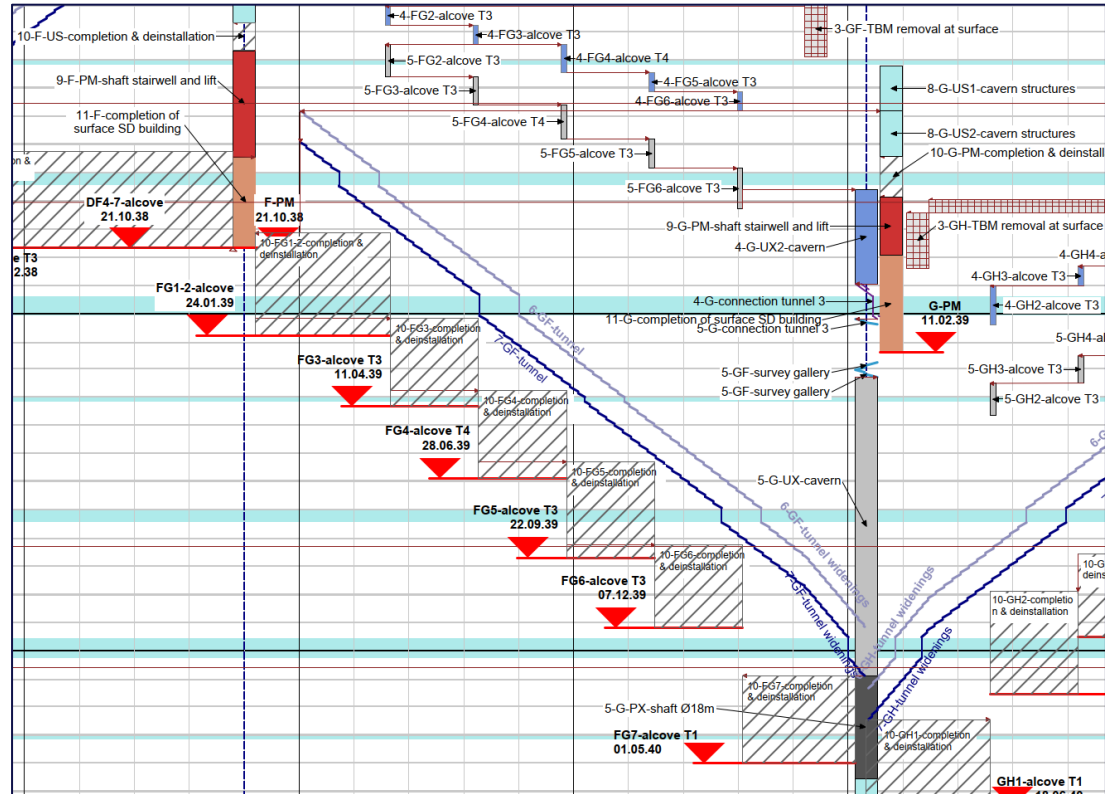 4-FG2-alcove T3
10-F-US-completion & deinstallation
4-FG3-alcove T3
3-GF-TBM removal at surface
5-FG2-alcove T3
4-FG4-alcove T4
9-F-PM-shaft stairwell and lift
4-FG5-alcove T3
5-FG3-alcove T3
8-G-US1-cavern structures
4-FG6-alcove T3
11-F-completion of
surface SD building
5-FG4-alcove T4
8-G-US2-cavern structures
5-FG5-alcove T3
10-G-PM-completion & deinstall
on &
5-FG6-alcove T3
DF4-7-alcove
21.10.38
F-PM
21.10.38
9-G-PM-shaft stairwell and lift
3-GH-TBM removal at surface
10-FG1-2-completion &
deinstallation
4-G-UX2-cavern
e T3
2.38
4-GH4-a
4-GH3-alcove T3
FG1-2-alcove
24.01.39
4-G-connection tunnel 3
G-PM
11.02.39
4-GH2-alcove T3
11-G-completion of surface SD building
5-G-connection tunnel 3
10-FG3-completion
& deinstallation
6-GF-tunnel
7-GF-tunnel
5-GH4-al
FG3-alcove T3
11.04.39
5-GF-survey gallery
5-GH3-alcove T3
5-GF-survey gallery
10-FG4-completion
& deinstallation
5-GH2-alcove T3
FG4-alcove T4
28.06.39
6-G
10-FG5-completion
& deinstallation
5-G-UX-cavern
FG5-alcove T3
22.09.39
6-GF-tunnel widenings
10-FG6-completion
& deinstallation
10-G
deins
FG6-alcove T3
07.12.39
7-GF-tunnel widenings
GH-tunnel widenings
10-GH2-completio
n & deinstallation
7-GH-tunnel widenings
10-FG7-completion
& deinstallation
5-G-PX-shaft Ø18m
FG7-alcove T1
01.05.40
10-GH1-completion
& deinstallation
GH1-alcove T1